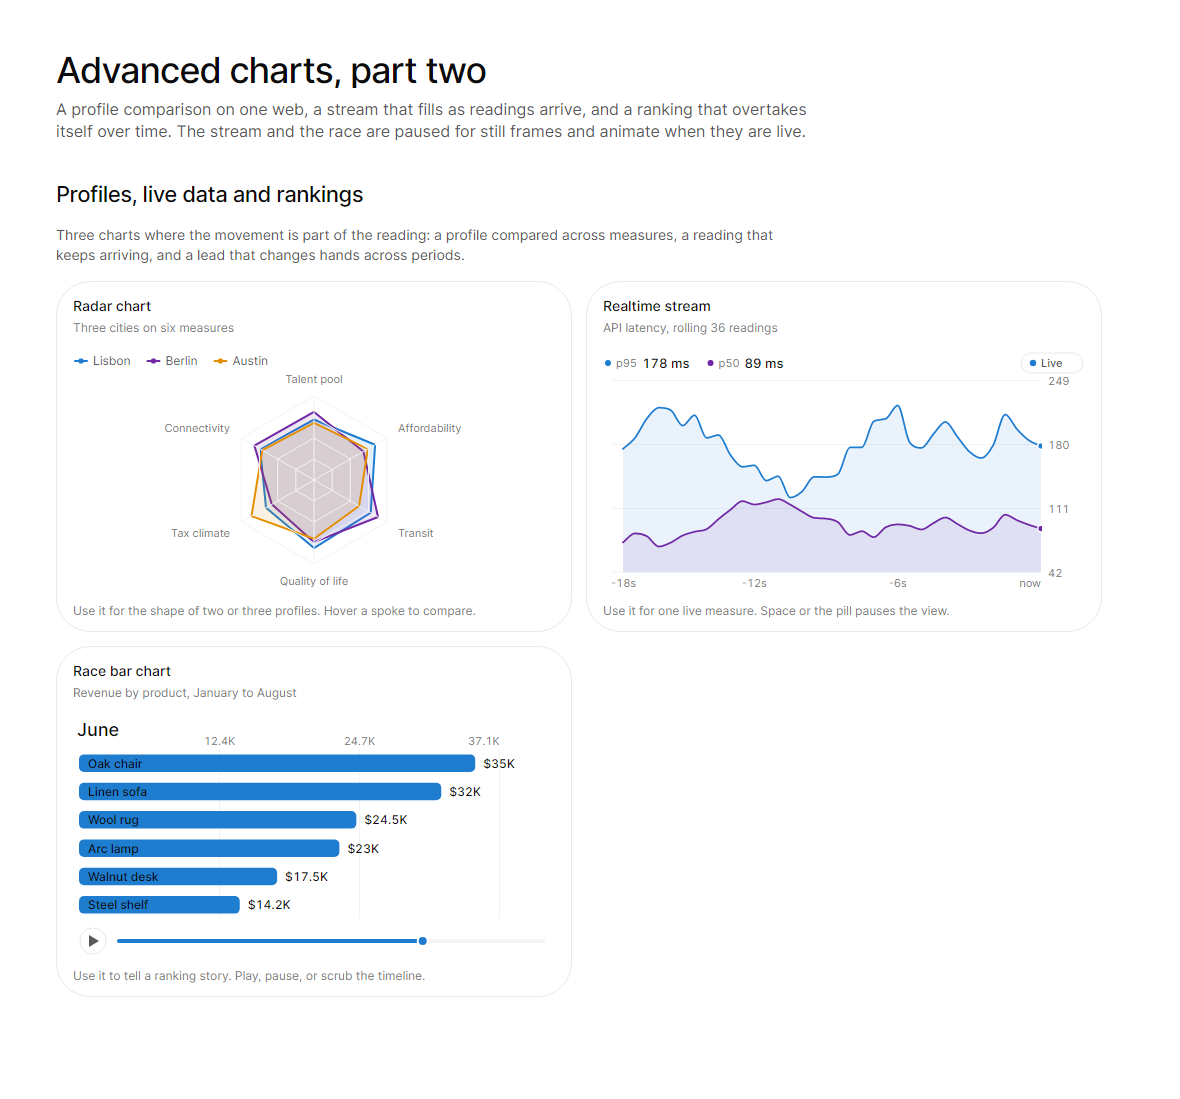 Advanced charts, part two
A profile comparison on one web, a stream that fills as readings arrive, and a ranking that overtakes
itself over time. The stream and the race are paused for still frames and animate when they are live.
Profiles, live data and rankings
Three charts where the movement is part of the reading: a profile compared across measures, a reading that
keeps arriving, and a lead that changes hands across periods.
Radar chart
Three cities on six measures
Lisbon Berlin Austin
Talent pool
Connectivity Affordability
Tax climate Transit
Quality of life
Use it for the shape of two or three profiles. Hover a spoke to compare.
Realtime stream
API latency, rolling 36 readings
p95 178 ms p50 89 ms Live
249
180
111
42
-18s -12s -6s now
Use it for one live measure. Space or the pill pauses the view.
Race bar chart
Revenue by product, January to August
June
12.4K 24.7K 37.1K
Oak chair $35K
Linen sofa $32K
Wool rug $24.5K
Arc lamp $23K
Walnut desk $17.5K
Steel shelf $14.2K
Use it to tell a ranking story. Play, pause, or scrub the timeline.